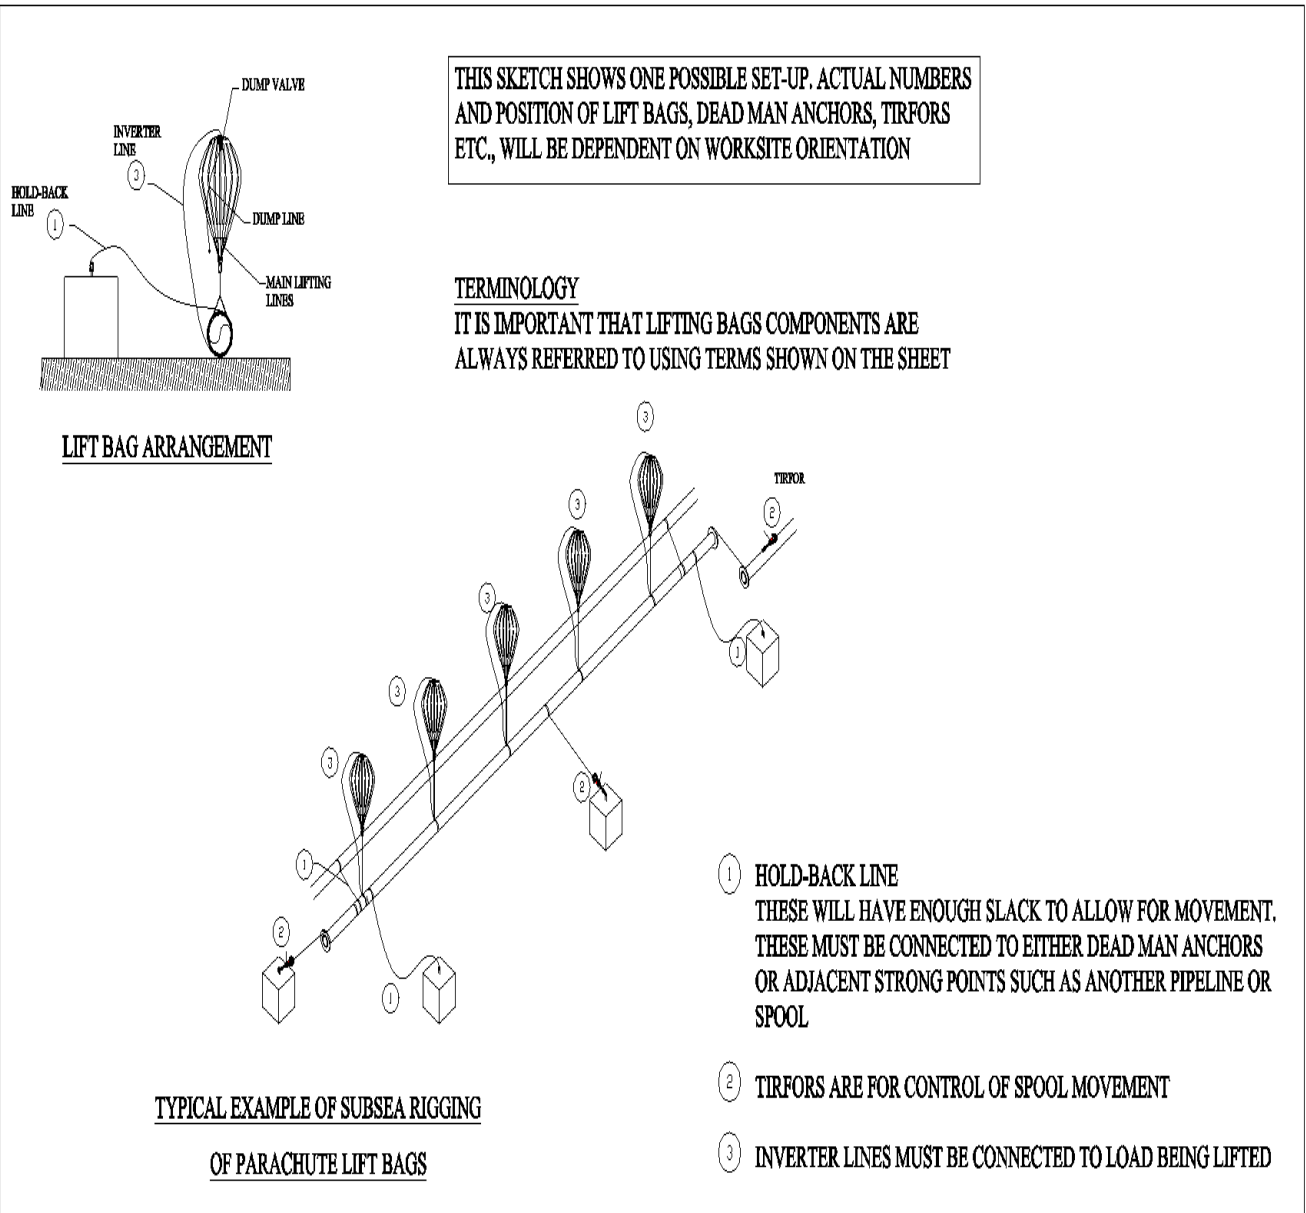 DUMP VALVE
INVERTER
LINE
3
HOLD-BACK
LINE
1
DUMP LINE
MAIN LIFTING
LINES
LIFT BAG ARRANGEMENT
THIS SKETCH SHOWS ONE POSSIBLE SET-UP. ACTUAL NUMBERS
AND POSITION OF LIFT BAGS, DEAD MAN ANCHORS, TIRFORS
ETC., WILL BE DEPENDENT ON WORKSITE ORIENTATION
TERMINOLOGY
IT IS IMPORTANT THAT LIFTING BAGS COMPONENTS ARE
ALWAYS REFERRED TO USING TERMS SHOWN ON THE SHEET
3
TIRFOR
2
3
3
1
3
3
2
1
2
1
TYPICAL EXAMPLE OF SUBSEA RIGGING
OF PARACHUTE LIFT BAGS
1 HOLD-BACK LINE
THESE WILL HAVE ENOUGH SLACK TO ALLOW FOR MOVEMENT.
THESE MUST BE CONNECTED TO EITHER DEAD MAN ANCHORS
OR ADJACENT STRONG POINTS SUCH AS ANOTHER PIPELINE OR
SPOOL
2 TIRFORS ARE FOR CONTROL OF SPOOL MOVEMENT
3 INVERTER LINES MUST BE CONNECTED TO LOAD BEING LIFTED